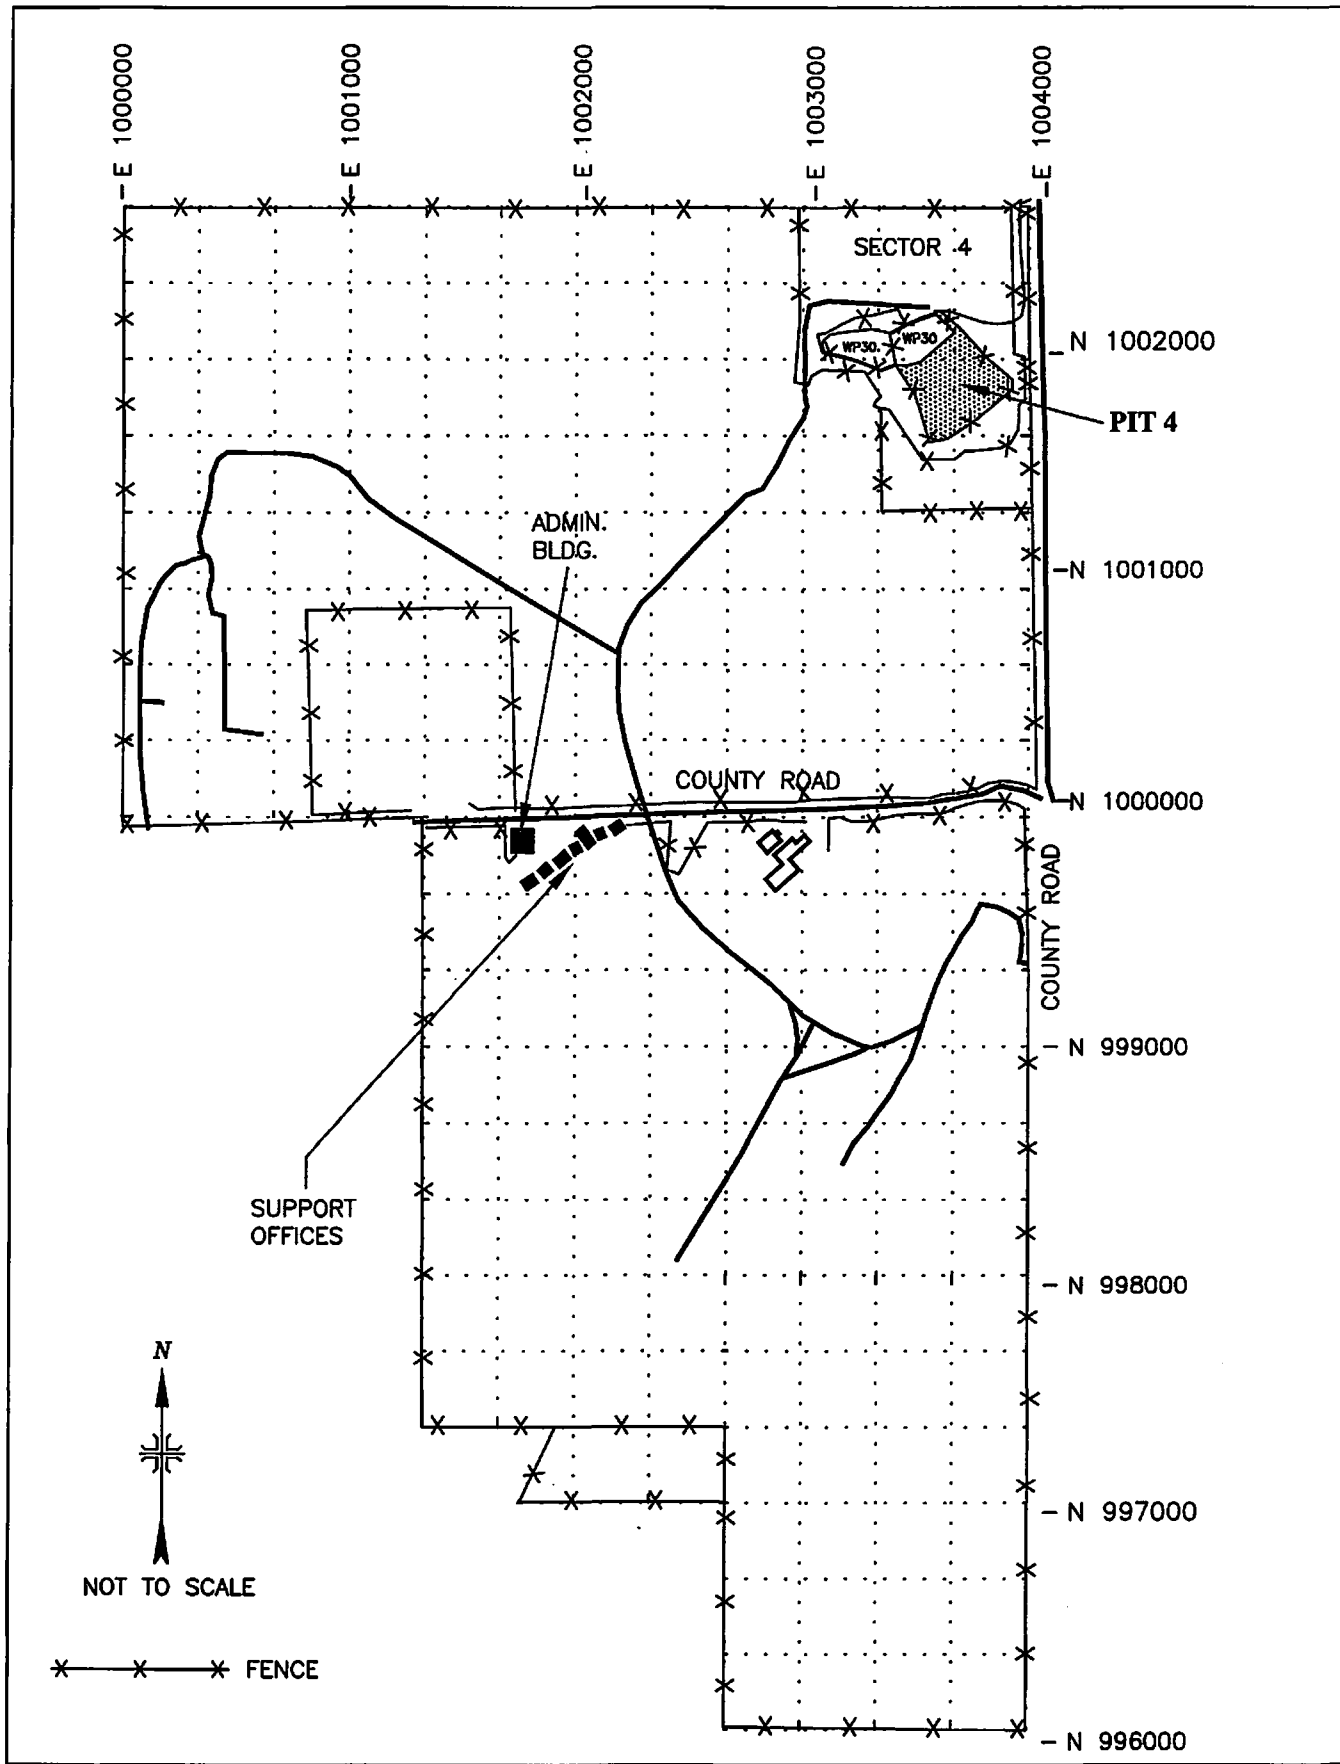 E 1000000
E 1001000
E 1002000
E 1003000
E 1004000
SECTOR 4
N 1002000
WP30.
WP30
PIT 4
ADMIN.
BLDG.
N 1001000
COUNTY ROAD
N 1000000
COUNTY ROAD
N 999000
SUPPORT
OFFICES
N 998000
N
N 997000
NOT TO SCALE
FENCE
N 996000